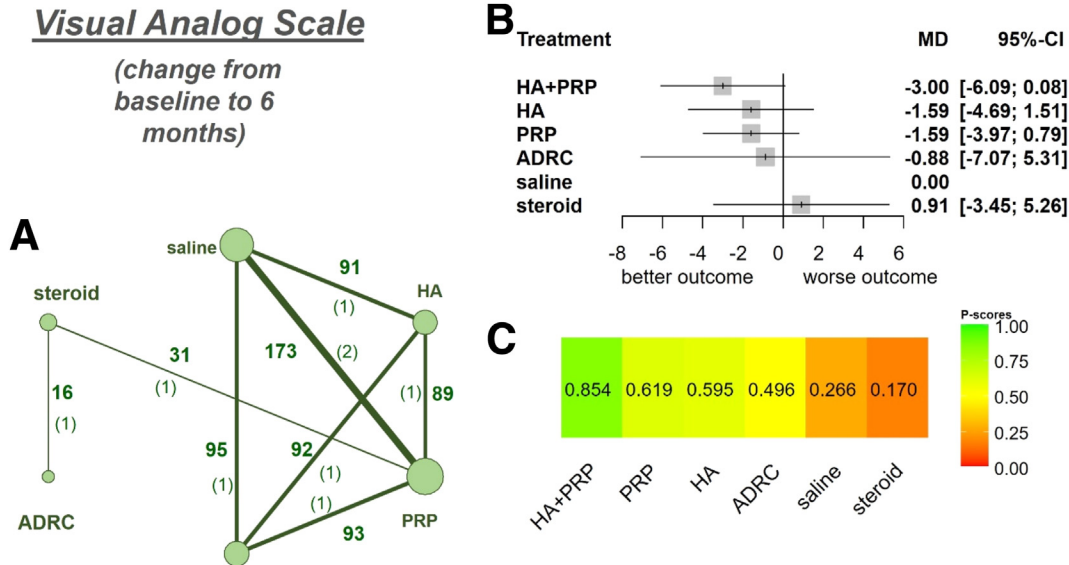 Visual Analog Scale
(change from
baseline to 6
months)
A
saline
steroid
HA
91
(1)
31
(1)
173
(2)
16
(1)
(1)
89
95
(1)
92
(1)
(1)
93
ADRC
PRP
B
Treatment MD 95%-CI
HA+PRP -3.00 [-6.09; 0.08]
HA -1.59 [-4.69; 1.51]
PRP -1.59 [-3.97; 0.79]
ADRC -0.88 [-7.07; 5.31]
saline 0.00
steroid 0.91 [-3.45; 5.26]
-8 -6 -4 -2 0 2 4 6
better outcome worse outcome
C
P-scores
1.00
0.75
0.50
0.25
0.00
0.854 0.619 0.595 0.496 0.266 0.170
HA+PRP PRP HA ADRC saline steroid